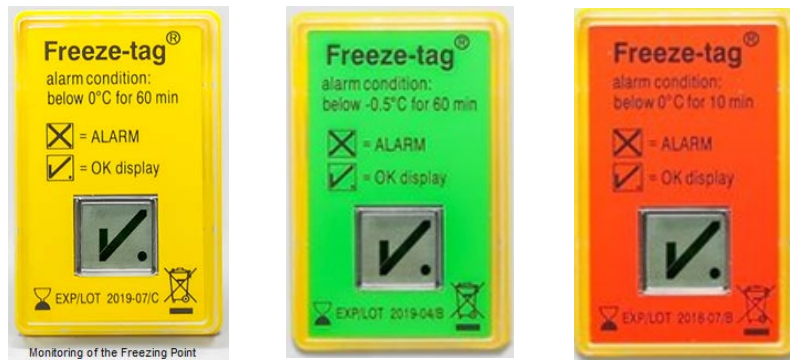 Freeze-tag®
alarm condition:
below 0°C for 60 min
= ALARM
= OK display
EXP/LOT 2019-07/C
Monitoring of the Freezing Point
Freeze-tag®
alarm condition:
below -0.5°C for 60 min
= ALARM
= OK display
EXP/LOT 2019-04/B
Freeze-tag®
alarm condition:
below 0°C for 10 min
= ALARM
= OK display
EXP/LOT 2018-07/B